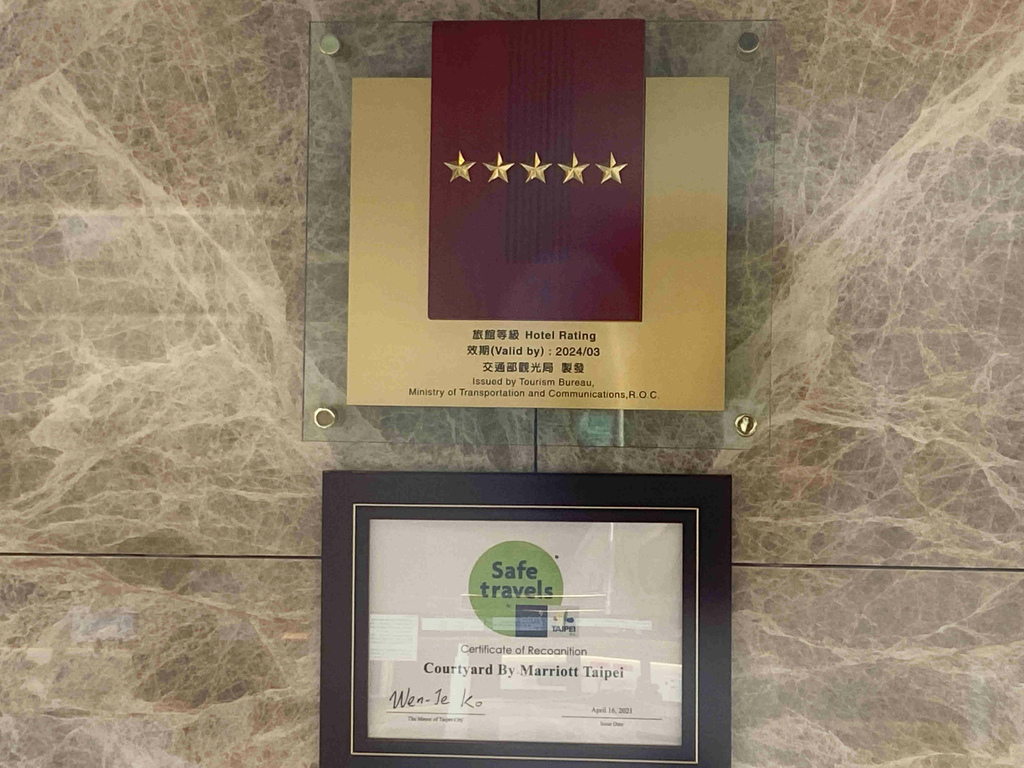 旅館等級 Hotel Rating
效期(Valid by) : 2024/03
交通部觀光局 製發
Issued by Tourism Bureau,
Ministry of Transportation and Communications,R.O.C.
Safe
travels
TAIPEI
Certificate of Recognition
Courtyard By Marriott Taipei
Wen-Je Ko
April 16, 2021
The Mayor of Taipei City
Issue Date